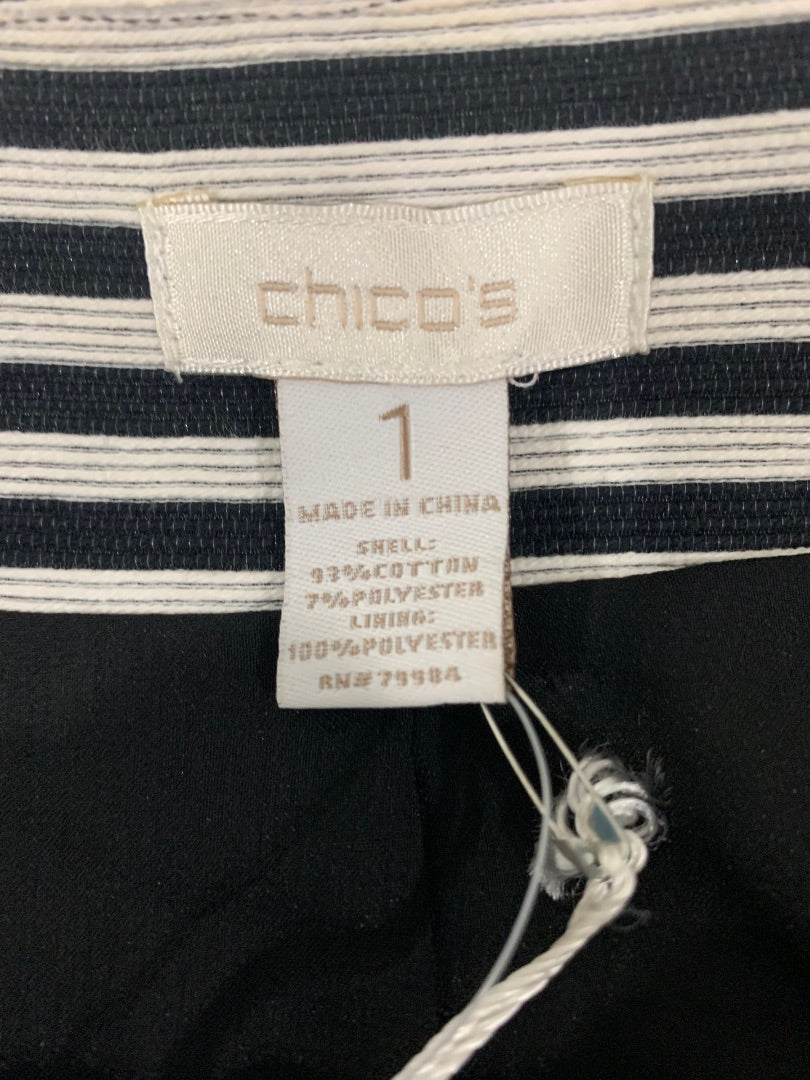 chico's
1
MADE IN CHINA
SHELL:
93%COTTON
7%POLYESTER
LINING:
100%POLYESTER
RN#79984